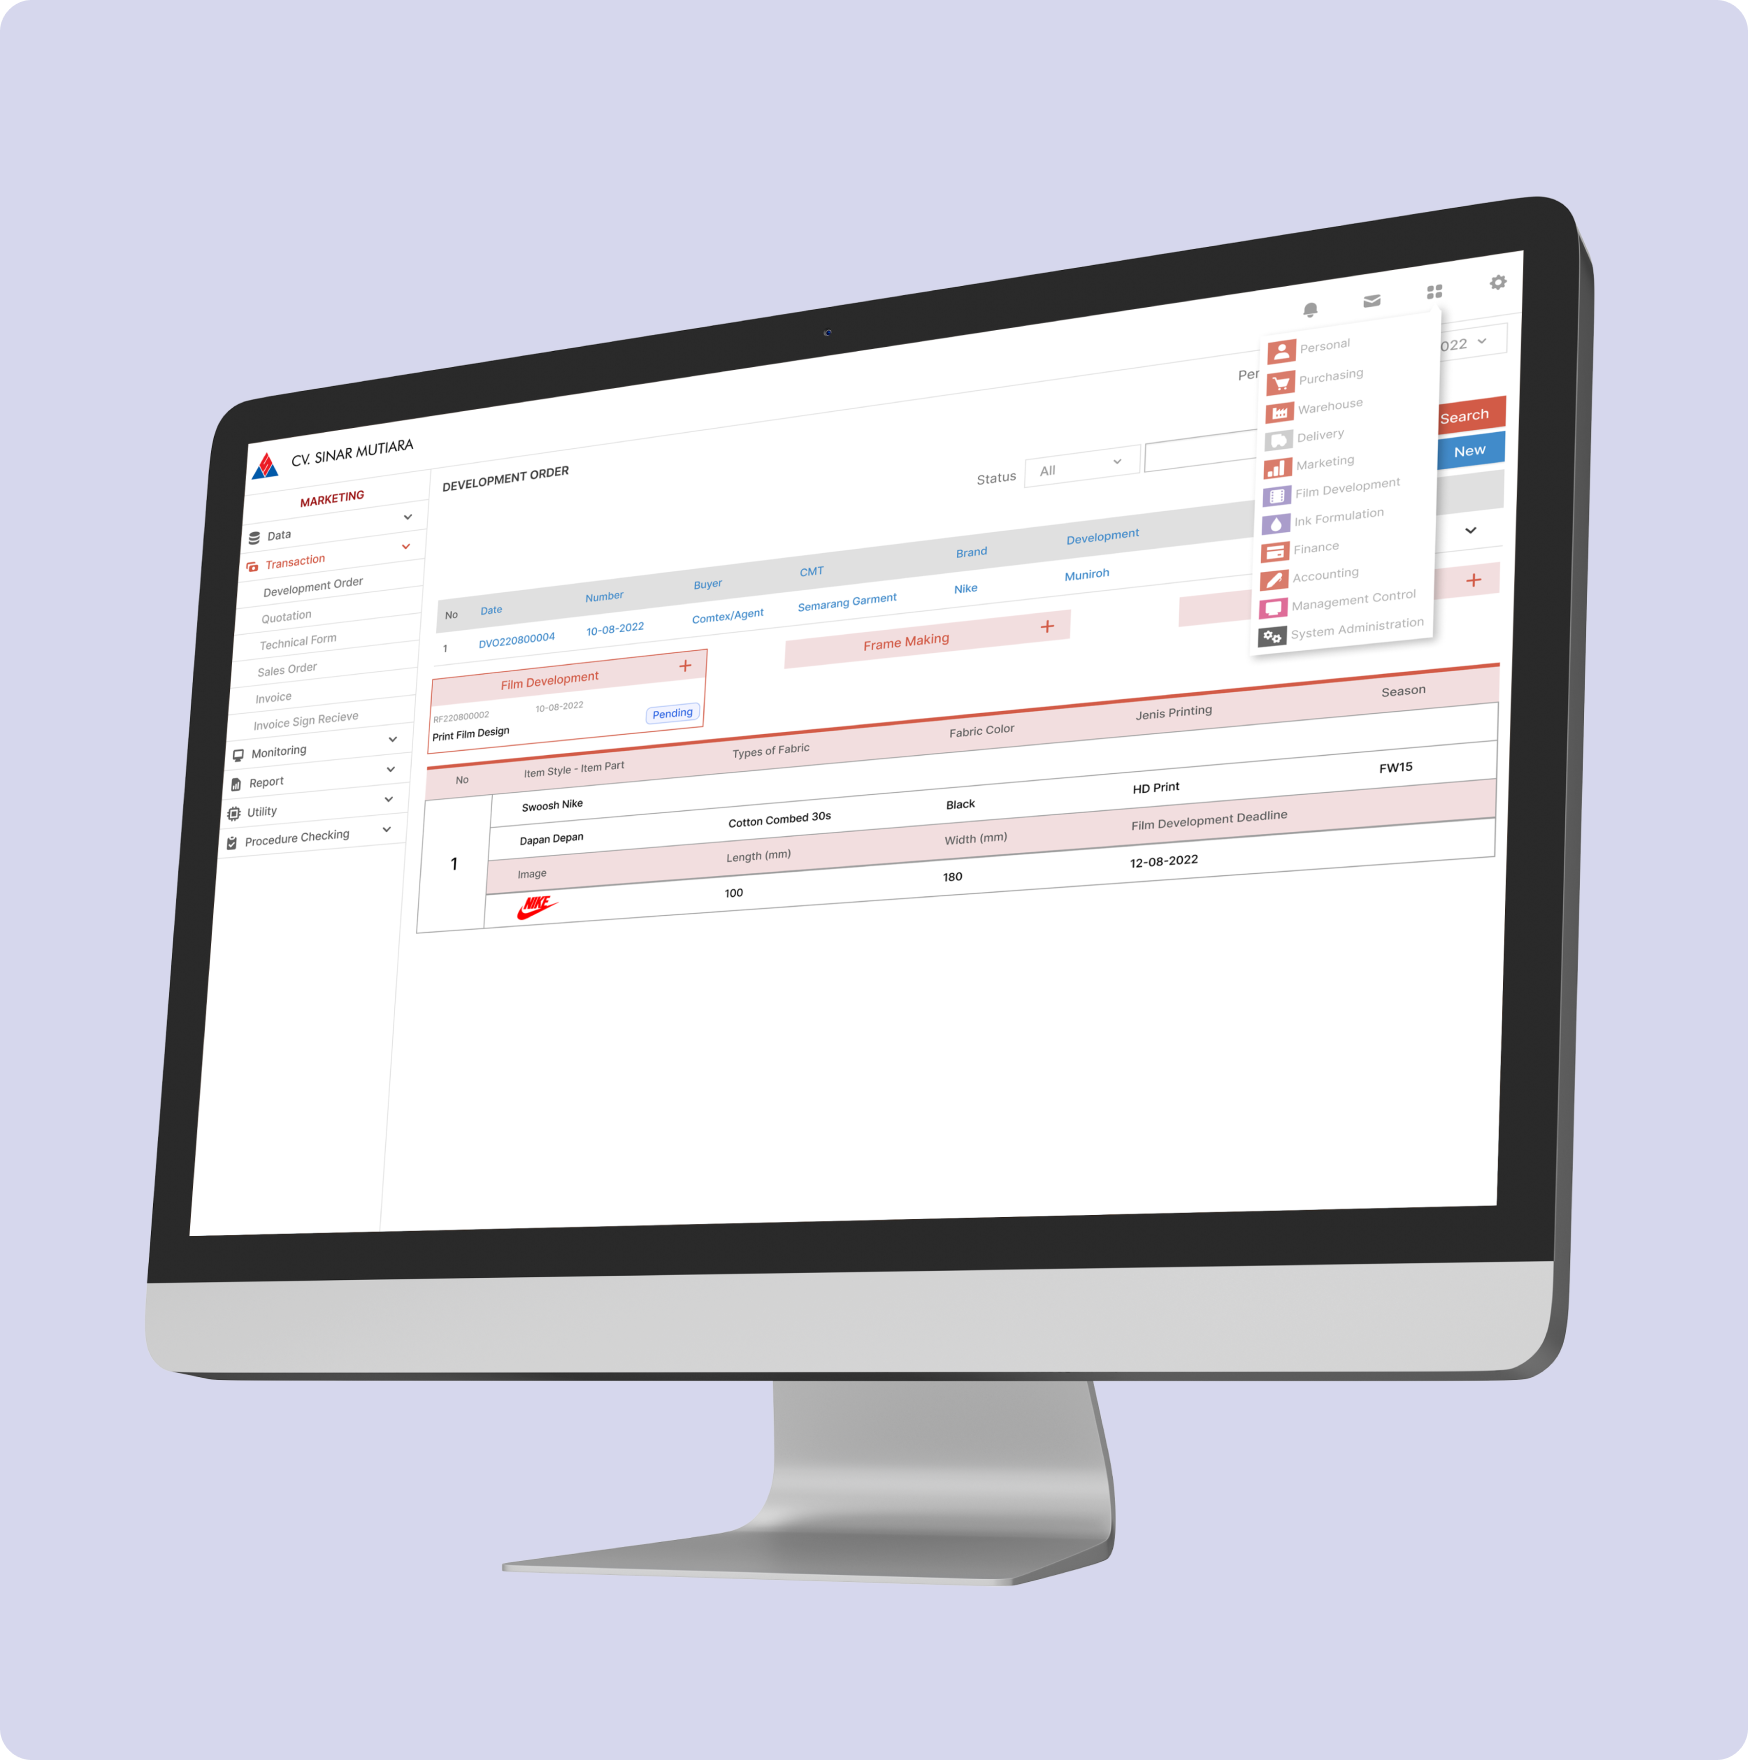 CV. SINAR MUTIARA
MARKETING
Data
Transaction
Development Order
Quotation
Technical Form
Sales Order
Invoice
Invoice Sign Recieve
Monitoring
Report
Utility
Procedure Checking
DEVELOPMENT ORDER
Per
022
Status All
Search
New
No Date Number Buyer CMT Brand Development
1 DVO220800004 10-08-2022 Comtex/Agent Semarang Garment Nike Muniroh
Film Development +
RF220800002 10-08-2022
Print Film Design Pending
Frame Making +
+
No Item Style - Item Part Types of Fabric Fabric Color Jenis Printing Season
1
Swoosh Nike
Dapan Depan Cotton Combed 30s Black HD Print FW15
Image Length (mm) Width (mm) Film Development Deadline
NIKE 100 180 12-08-2022
Personal
Purchasing
Warehouse
Delivery
Marketing
Film Development
Ink Formulation
Finance
Accounting
Management Control
System Administration